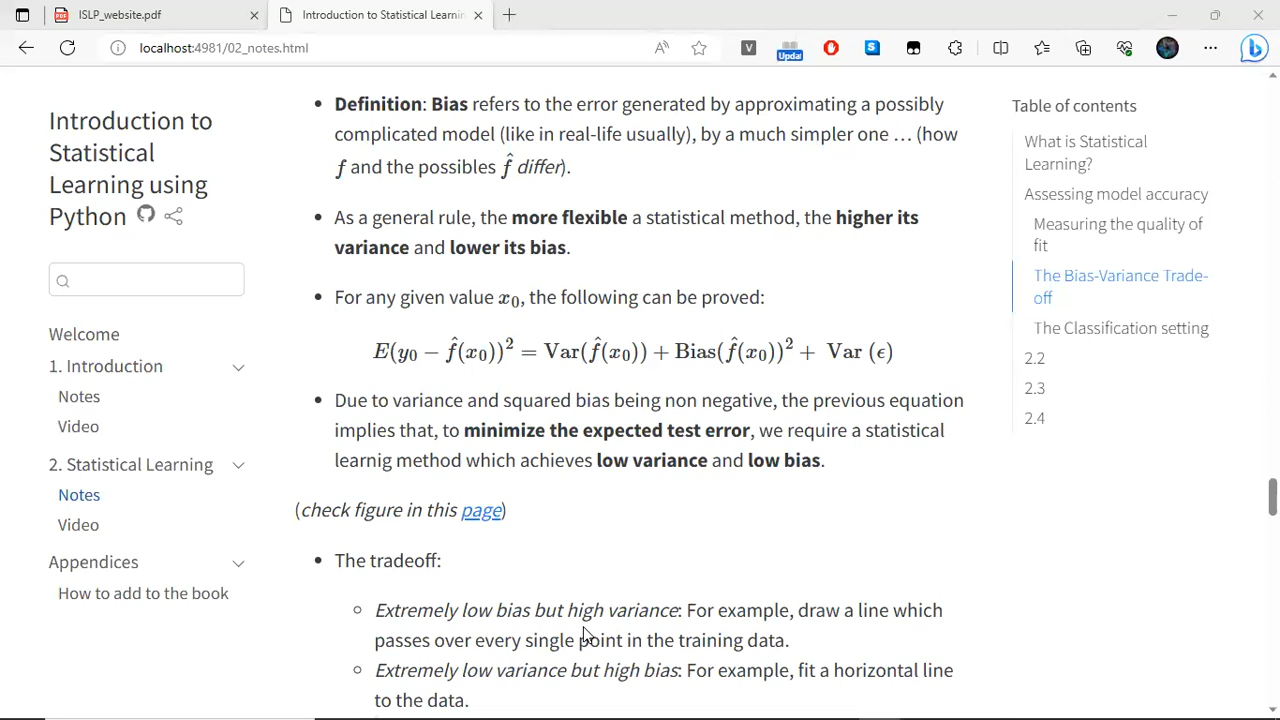 ISLP_website.pdf
Introduction to Statistical Learnin
localhost:4981/02_notes.html
Updat
Introduction to
Statistical
Learning using
Python
Welcome
1. Introduction
Notes
Video
2. Statistical Learning
Notes
Video
Appendices
How to add to the book
• Definition: Bias refers to the error generated by approximating a possibly
complicated model (like in real-life usually), by a much simpler one … (how
f and the possibles f̂ differ).
• As a general rule, the more flexible a statistical method, the higher its
variance and lower its bias.
• For any given value x₀, the following can be proved:
E(y₀ − f̂(x₀))² = Var(f̂(x₀)) + Bias(f̂(x₀))² + Var (ϵ)
• Due to variance and squared bias being non negative, the previous equation
implies that, to minimize the expected test error, we require a statistical
learnig method which achieves low variance and low bias.
(check figure in this page)
• The tradeoff:
◦ Extremely low bias but high variance: For example, draw a line which
passes over every single point in the training data.
◦ Extremely low variance but high bias: For example, fit a horizontal line
to the data.
Table of contents
What is Statistical
Learning?
Assessing model accuracy
Measuring the quality of
fit
The Bias-Variance Trade-
off
The Classification setting
2.2
2.3
2.4